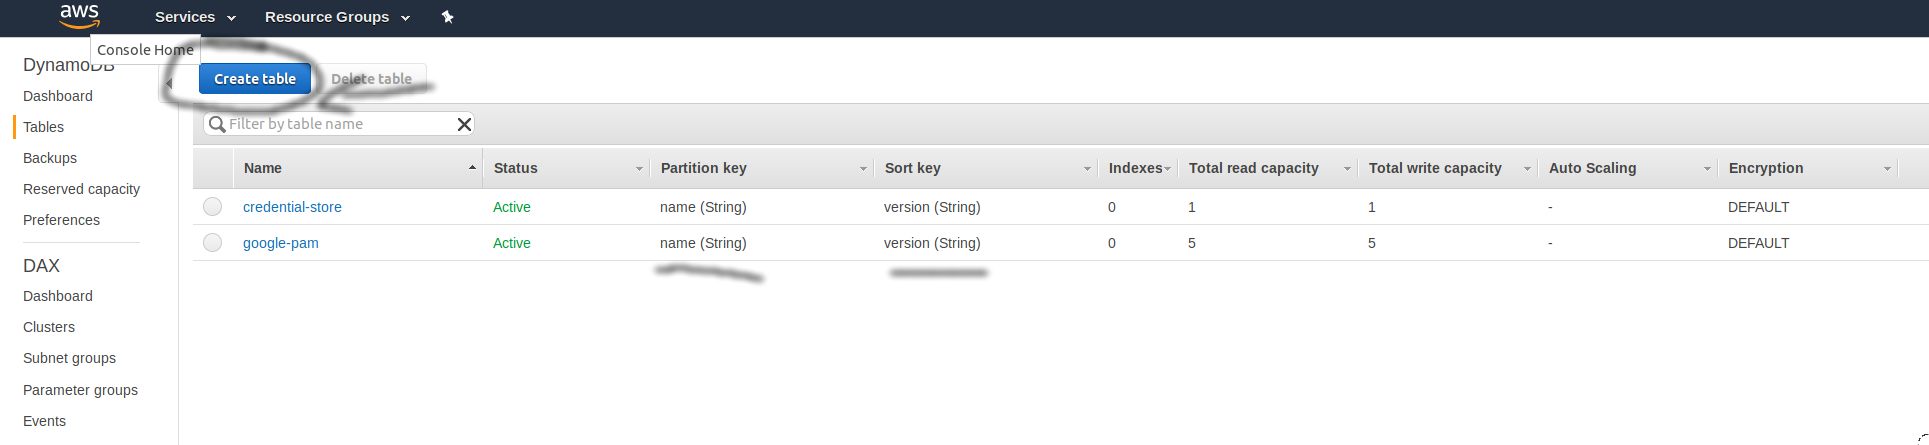 aws Services Resource Groups
Console Home
DynamoDB
Dashboard
Tables
Backups
Reserved capacity
Preferences
DAX
Dashboard
Clusters
Subnet groups
Parameter groups
Events
Create table Delete table
Filter by table name
Name Status Partition key Sort key Indexes Total read capacity Total write capacity Auto Scaling Encryption
credential-store Active name (String) version (String) 0 1 1 - DEFAULT
google-pam Active name (String) version (String) 0 5 5 - DEFAULT